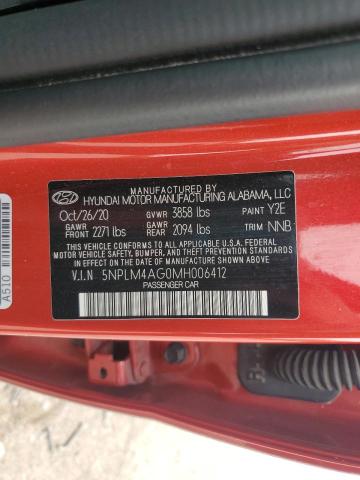 MANUFACTURED BY
HYUNDAI MOTOR MANUFACTURING ALABAMA, LLC
Oct/26/20 GVWR 3858 lbs PAINT Y2E
GAWR FRONT 2271 lbs GAWR REAR 2094 lbs TRIM NNB
THIS VEHICLE CONFORMS TO ALL APPLICABLE U.S. FEDERAL MOTOR
VEHICLE SAFETY, BUMPER, AND THEFT PREVENTION STANDARDS IN
EFFECT ON THE DATE OF MANUFACTURE SHOWN ABOVE.
V.I.N 5NPLM4AG0MH006412
PASSENGER CAR
A510